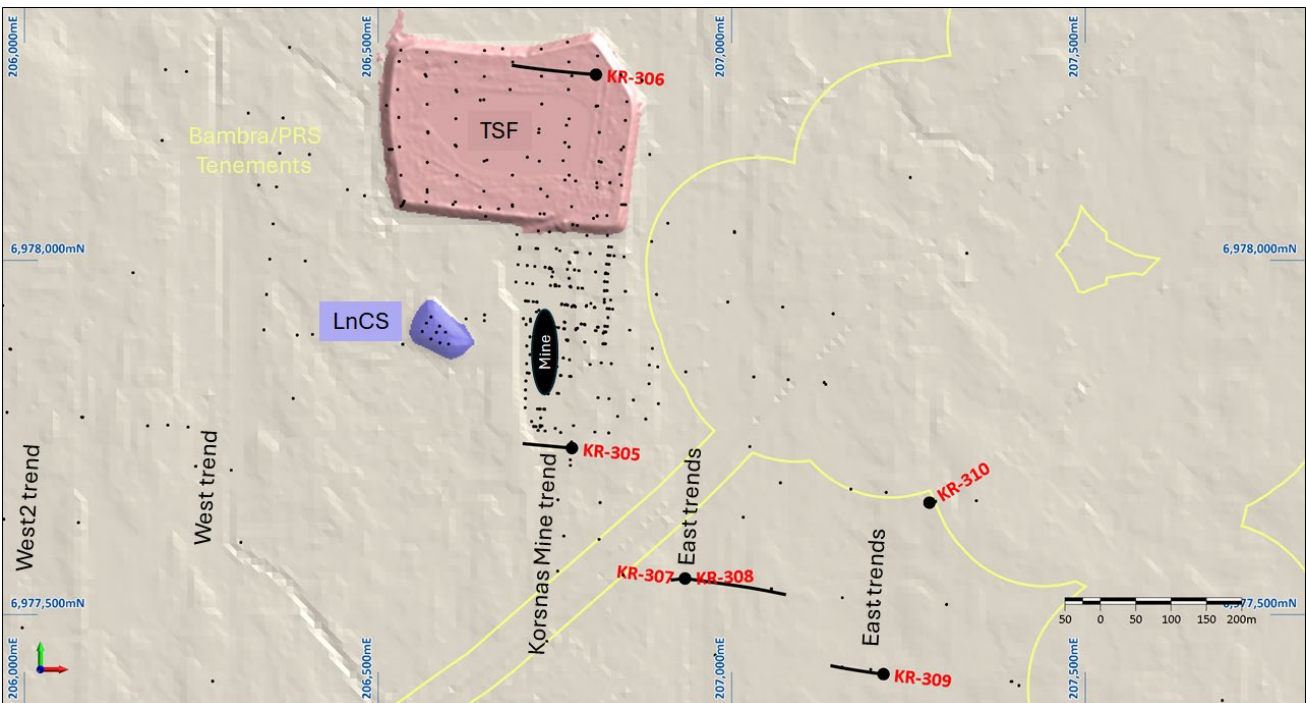 206,000mE
206,500mE
207,000mE
207,500mE
KR-306
TSF
Bambra/PRS
Tenements
6,978,000mN
6,978,000mN
LnCS
Mine
KR-305
West2 trend
West trend
Korsnas Mine trend
East trends
KR-310
KR-307
KR-308
East trends
6,977,500mN
6,977,500mN
50 0 50 100 150 200m
KR-309
206,000mE
206,500mE
207,000mE
207,500mE